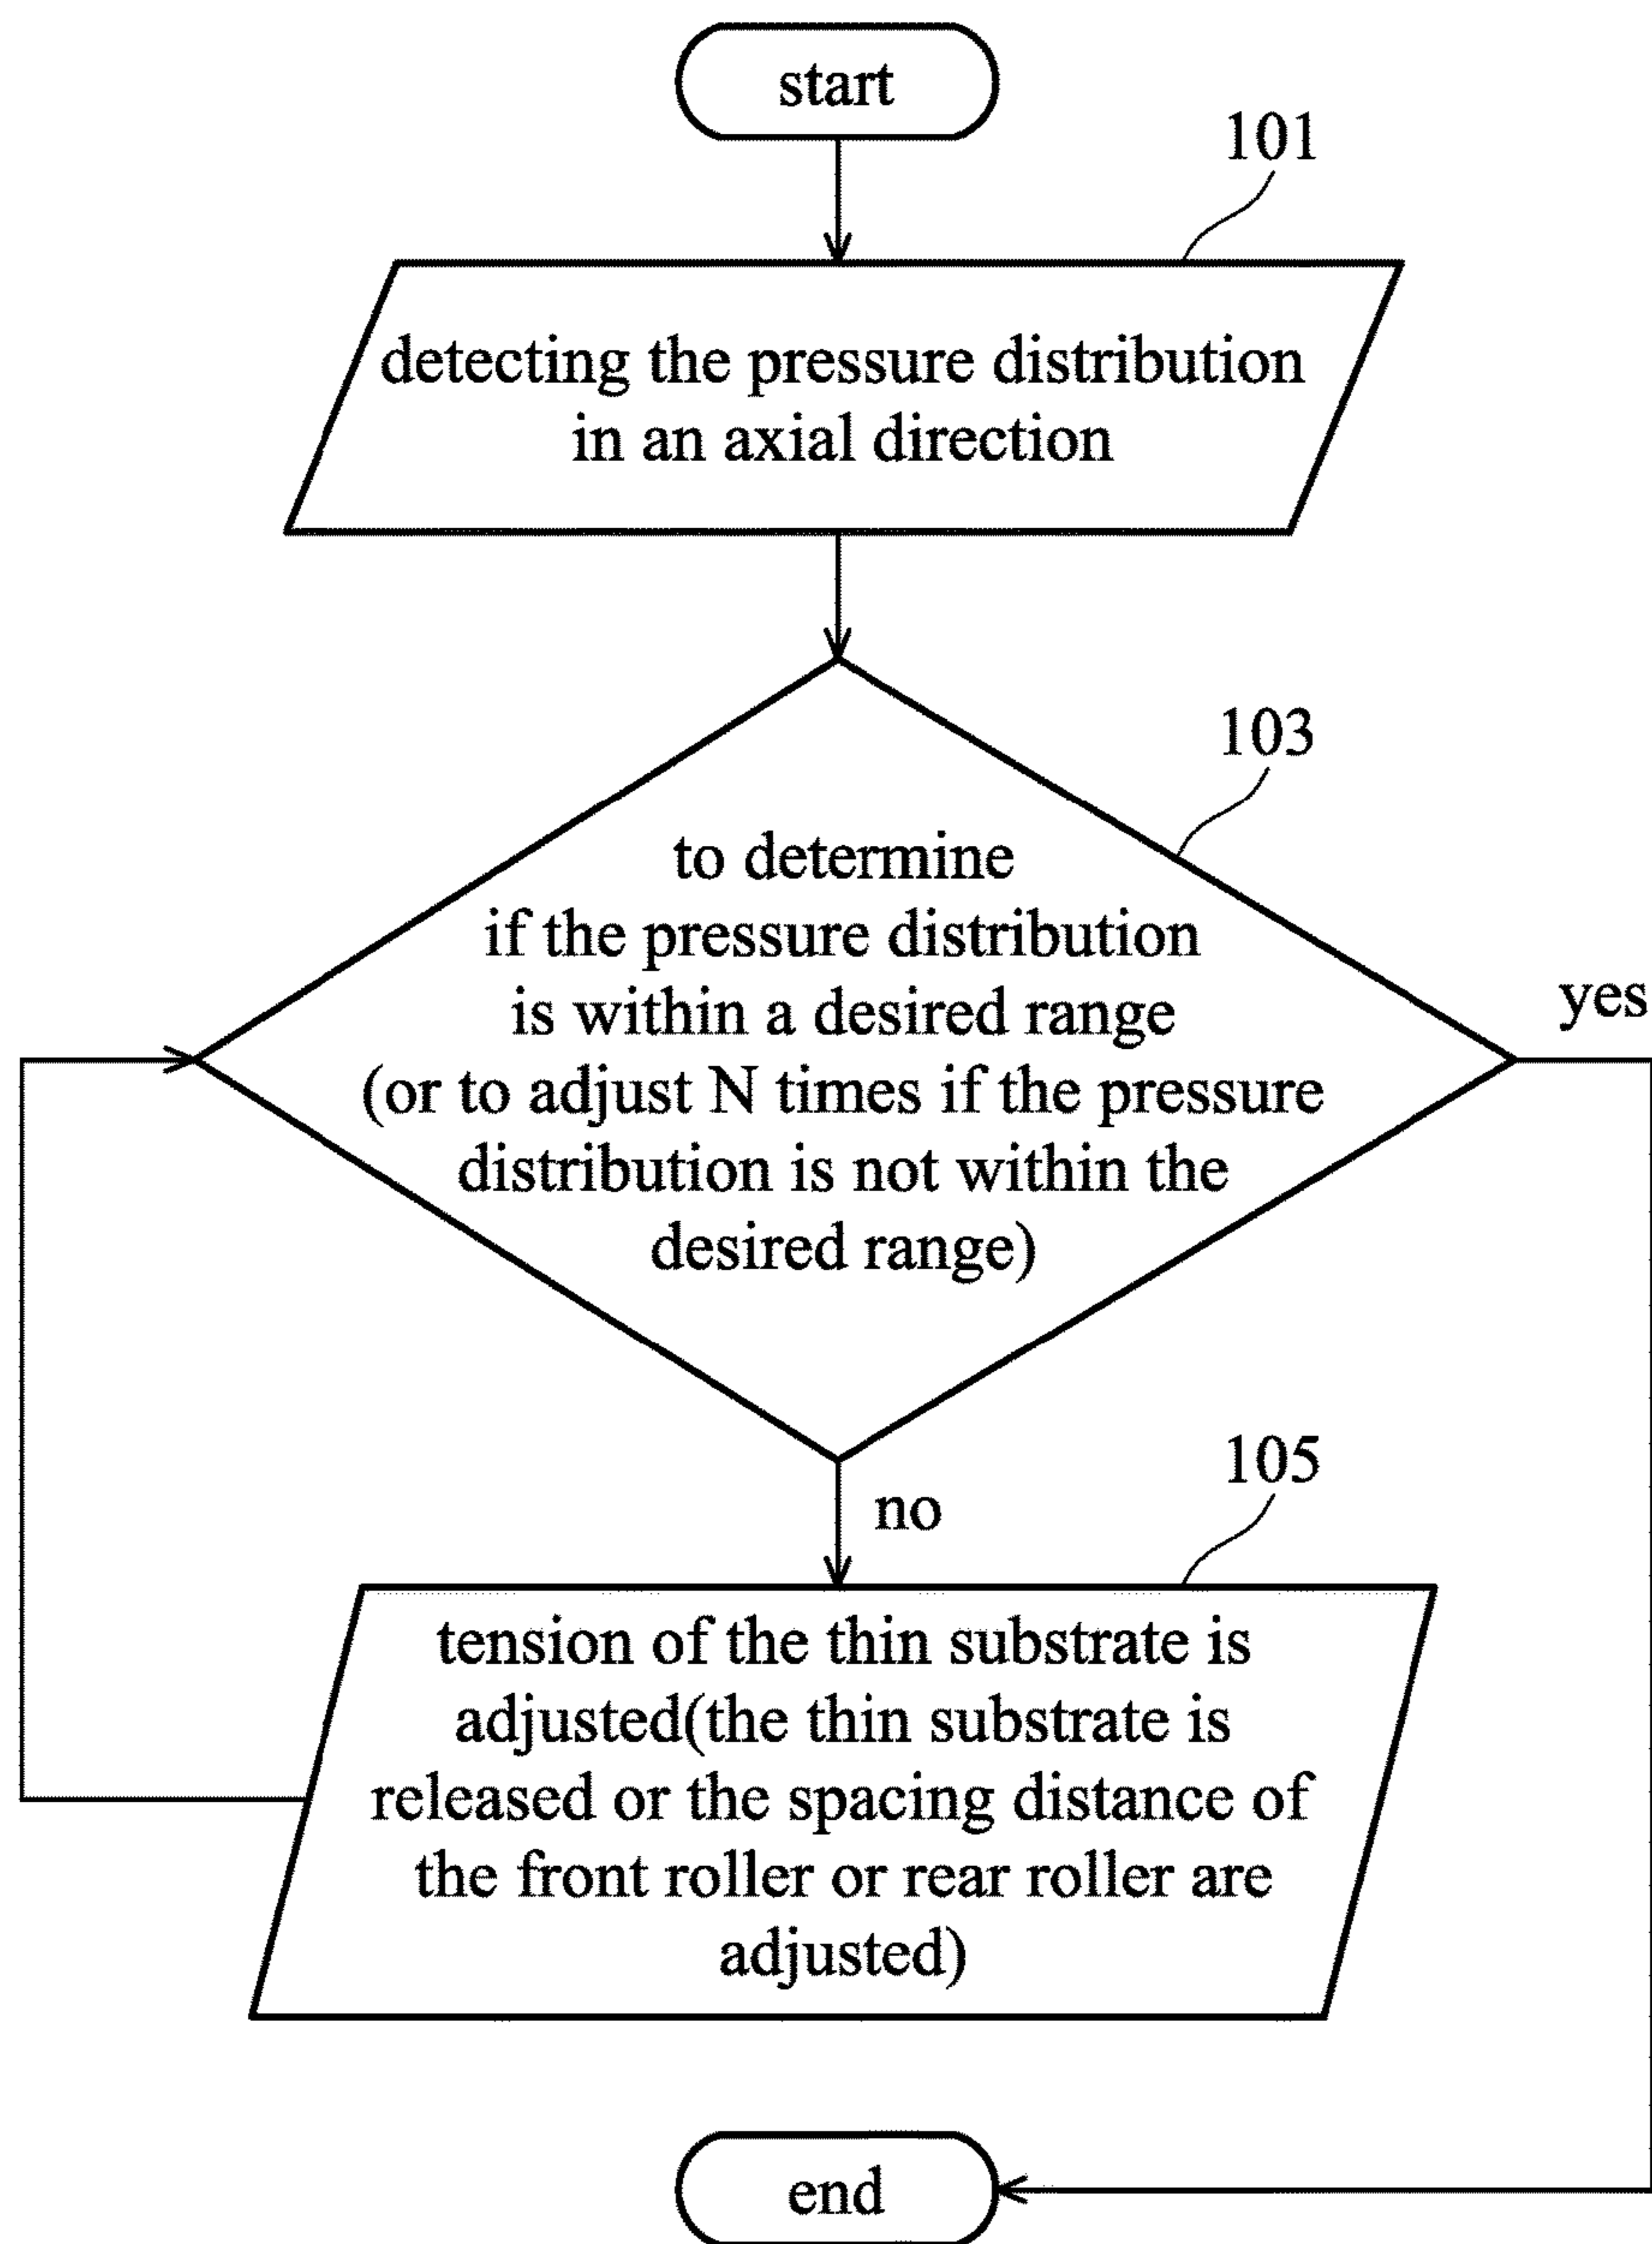 start
101
detecting the pressure distribution
in an axial direction
103
to determine
if the pressure distribution
is within a desired range
(or to adjust N times if the pressure
distribution is not within the
desired range)
yes
no
105
tension of the thin substrate is
adjusted(the thin substrate is
released or the spacing distance of
the front roller or rear roller are
adjusted)
end